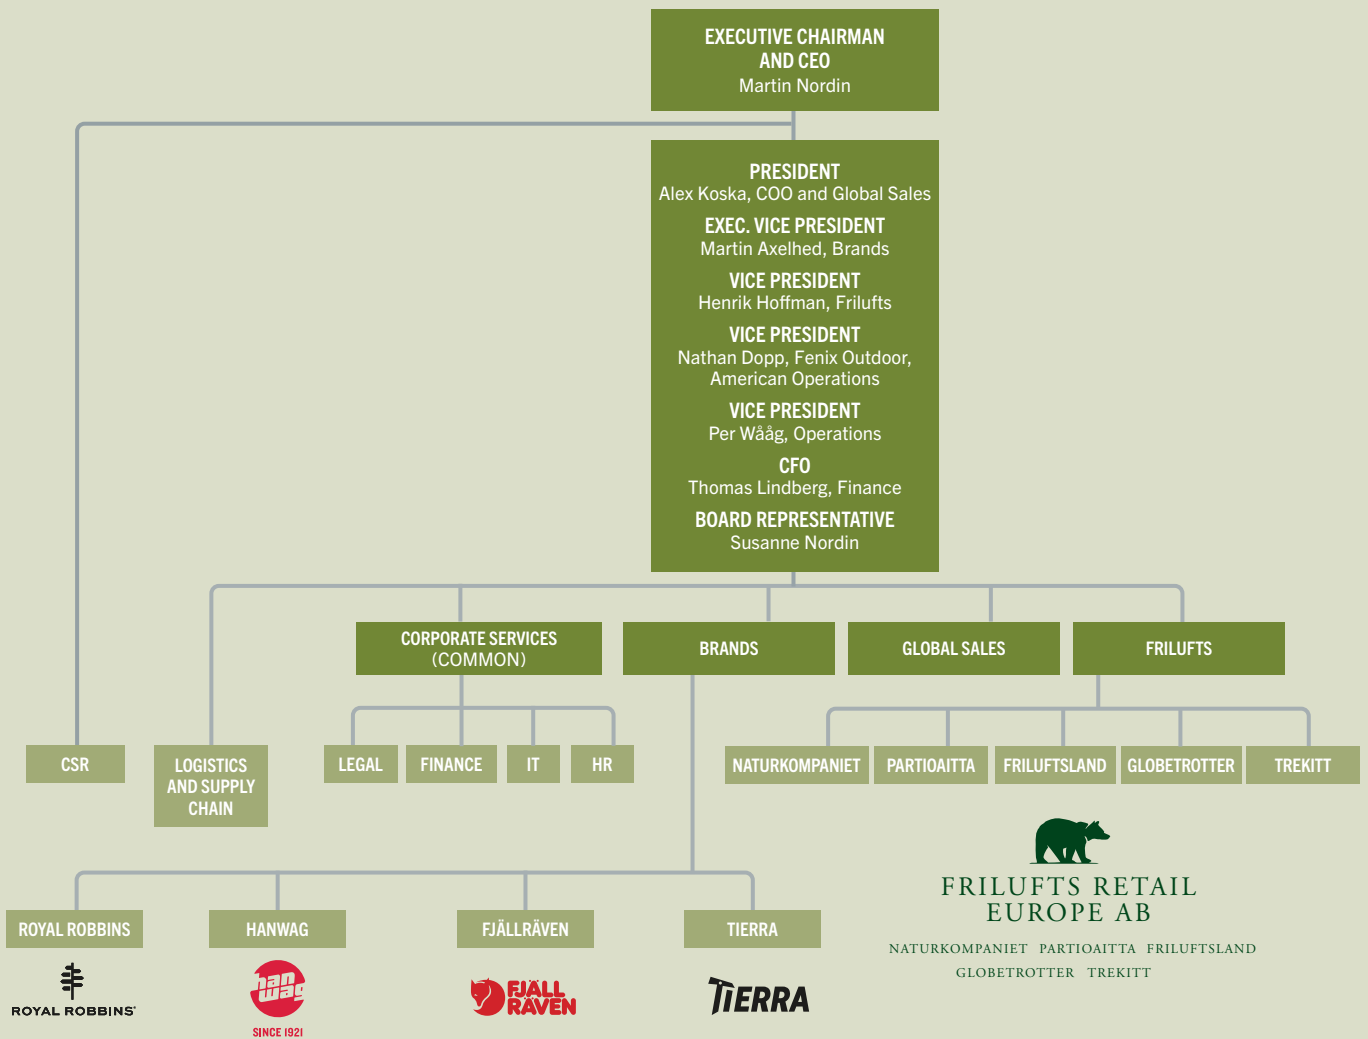 EXECUTIVE CHAIRMAN
AND CEO
Martin Nordin
PRESIDENT
Alex Koska, COO and Global Sales
EXEC. VICE PRESIDENT
Martin Axelhed, Brands
VICE PRESIDENT
Henrik Hoffman, Frilufts
VICE PRESIDENT
Nathan Dopp, Fenix Outdoor,
American Operations
VICE PRESIDENT
Per Wååg, Operations
CFO
Thomas Lindberg, Finance
BOARD REPRESENTATIVE
Susanne Nordin
CORPORATE SERVICES
(COMMON)
BRANDS
GLOBAL SALES
FRILUFTS
CSR
LOGISTICS
AND SUPPLY
CHAIN
LEGAL
FINANCE
IT
HR
NATURKOMPANIET
PARTIOAITTA
FRILUFTSLAND
GLOBETROTTER
TREKITT
FRILUFTS RETAIL
EUROPE AB
NATURKOMPANIET PARTIOAITTA FRILUFTSLAND
GLOBETROTTER TREKITT
ROYAL ROBBINS
HANWAG
FJÄLLRÄVEN
TIERRA
ROYAL ROBBINS®
han
wag
SINCE 1921
FJÄLL
RÄVEN
TIERRA